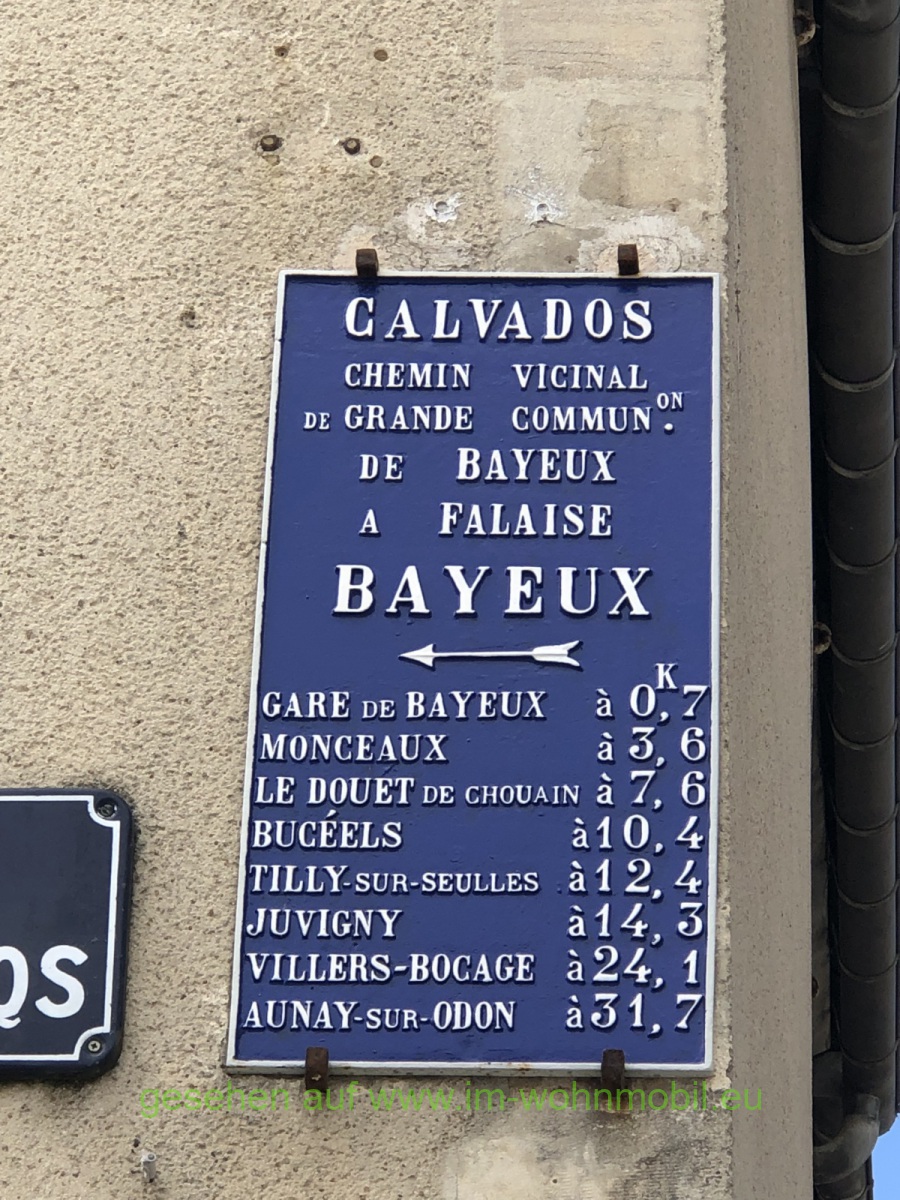 CALVADOS
CHEMIN VICINAL
DE GRANDE COMMUN.ON
DE BAYEUX
A FALAISE
BAYEUX
K
GARE DE BAYEUX à 0,7
MONCEAUX à 3,6
LE DOUET DE CHOUAIN à 7,6
BUCÉELS à 10,4
TILLY-SUR-SEULLES à 12,4
JUVIGNY à 14,3
VILLERS-BOCAGE à 24,1
AUNAY-SUR-ODON à 31,7
QS
gesehen auf www.im-wohnmobil.eu